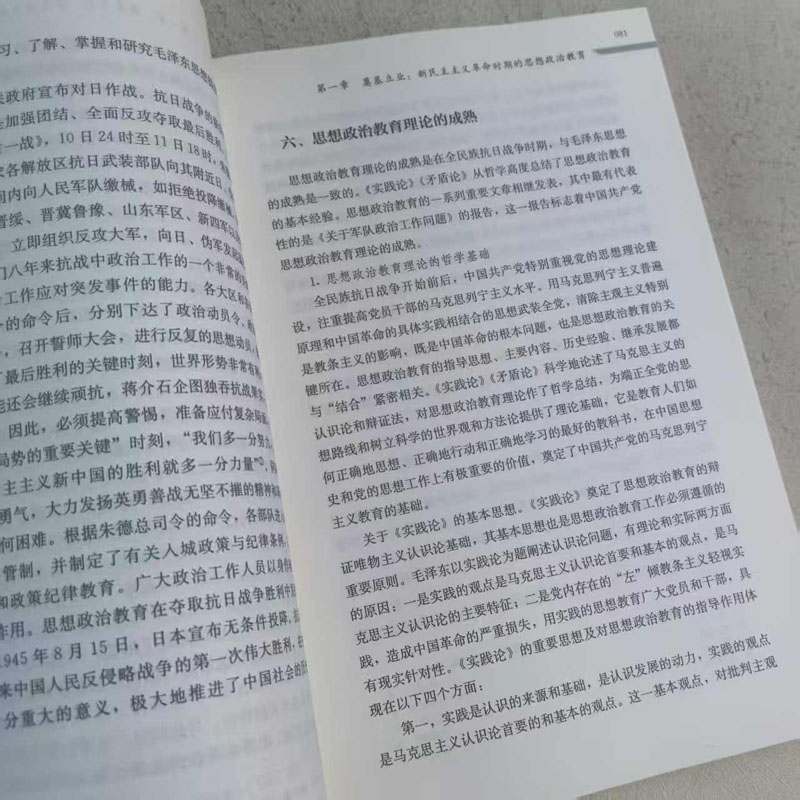 习、了解、掌握和研究毛泽东思想
政府宣布对日作战。抗日战争的
加强团结、全面反攻夺取最后胜
一战》，10日24时至11日18时，
各解放区抗日武装部队向其附近日、
间内向人民军队缴械，如拒绝投降
晋绥、晋冀鲁豫、山东军区、新四军
立即组织反攻大军，向日、伪军发
们八年来抗战中政治工作的一个非常的
工作应对突发事件的能力。各大区和
的命令后，分别下达了政治动员令，
，召开誓师大会，进行反复的思想动员，
了最后胜利的关键时刻，世界形势非常有
能还会继续顽抗，蒋介石企图独吞抗战果
因此，必须提高警惕，准备应付复杂局
局势的重要关键”时刻，“我们多一分努
主主义新中国的胜利就多一分力量”
勇气，大力发扬英勇善战无坚不摧的精神和
何困难。根据朱德总司令的命令，各部队
管制，并制定了有关入城政策与纪律条
和政策纪律教育。广大政治工作人员以身
作用。思想政治教育在夺取抗日战争胜利中
1945年8月15日，日本宣布无条件投降，
来中国人民反侵略战争的第一次伟大胜利，
分重大的意义，极大地推进了中国社会的
第一章 奠基立业：新民主主义革命时期的思想政治教育 081
六、思想政治教育理论的成熟
思想政治教育理论的成熟是在全民族抗日战争时期，与毛泽东思想
的成熟是一致的。《实践论》《矛盾论》从哲学高度总结了思想政治教育
的基本经验。思想政治教育的一系列重要文章相继发表，其中最有代表
性的是《关于军队政治工作问题》的报告，这一报告标志着中国共产党
思想政治教育理论的成熟。
1. 思想政治教育理论的哲学基础
全民族抗日战争开始前后，中国共产党特别重视党的思想理论建
设，注重提高党员干部的马克思列宁主义水平。用马克思列宁主义普遍
原理和中国革命的具体实践相结合的思想武装全党，清除主观主义特别
是教条主义的影响，既是中国革命的根本问题，也是思想政治教育的关
键所在。思想政治教育的指导思想、主要内容、历史经验、继承发展都
与“结合”紧密相关。《实践论》《矛盾论》科学地论述了马克思主义的
认识论和辩证法，对思想政治教育理论作了哲学总结，为端正全党的思
想路线和树立科学的世界观和方法论提供了理论基础，它是教育人们如
何正确地思想、正确地行动和正确地学习的最好的教科书，在中国思想
史和党的思想工作上有极重要的价值，奠定了中国共产党的马克思列宁
主义教育的基础。
关于《实践论》的基本思想。《实践论》奠定了思想政治教育的辩
证唯物主义认识论基础，其基本思想也是思想政治教育工作必须遵循的
重要原则。毛泽东以实践论为题阐述认识论问题，有理论和实际两方面
的原因：一是实践的观点是马克思主义认识论首要和基本的观点，是马
克思主义认识论的主要特征；二是党内存在的“左”倾教条主义轻视实
践，造成中国革命的严重损失，用实践的思想教育广大党员和干部，具
有现实针对性。《实践论》的重要思想及对思想政治教育的指导作用体
现在以下四个方面：
第一，实践是认识的来源和基础，是认识发展的动力，实践的观点
是马克思主义认识论首要的和基本的观点。这一基本观点，对批判主观